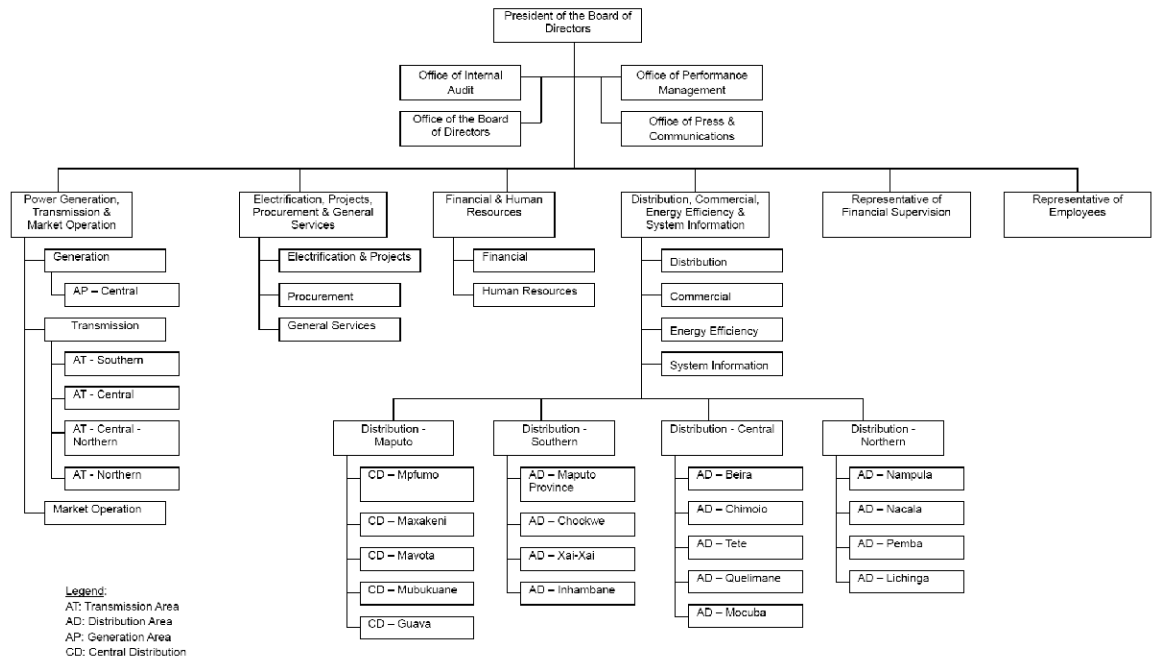 President of the Board of
Directors
Office of Internal
Audit
Office of Performance
Management
Office of the Board
of Directors
Office of Press &
Communications
Power Generation,
Transmission &
Market Operation
Electrification, Projects,
Procurement & General
Services
Financial & Human
Resources
Distribution, Commercial,
Energy Efficiency &
System Information
Representative of
Financial Supervision
Representative of
Employees
Generation
AP – Central
Transmission
AT - Southern
AT - Central
AT - Central -
Northern
AT - Northern
Market Operation
Electrification & Projects
Procurement
General Services
Financial
Human Resources
Distribution
Commercial
Energy Efficiency
System Information
Distribution -
Maputo
CD – Mpfumo
CD – Maxakeni
CD – Mavota
CD – Mubukuane
CD – Guava
Distribution -
Southern
AD – Maputo
Province
AD – Chockwe
AD – Xai-Xai
AD – Inhambane
Distribution - Central
AD – Beira
AD – Chimoio
AD – Tete
AD – Quelimane
AD – Mocuba
Distribution -
Northern
AD – Nampula
AD – Nacala
AD – Pemba
AD – Lichinga
Legend:
AT: Transmission Area
AD: Distribution Area
AP: Generation Area
CD: Central Distribution